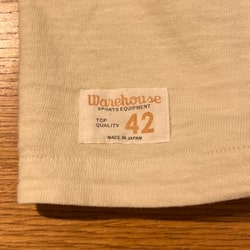 Warehouse
SPORTS EQUIPMENT
TOP
QUALITY 42
MADE IN JAPAN